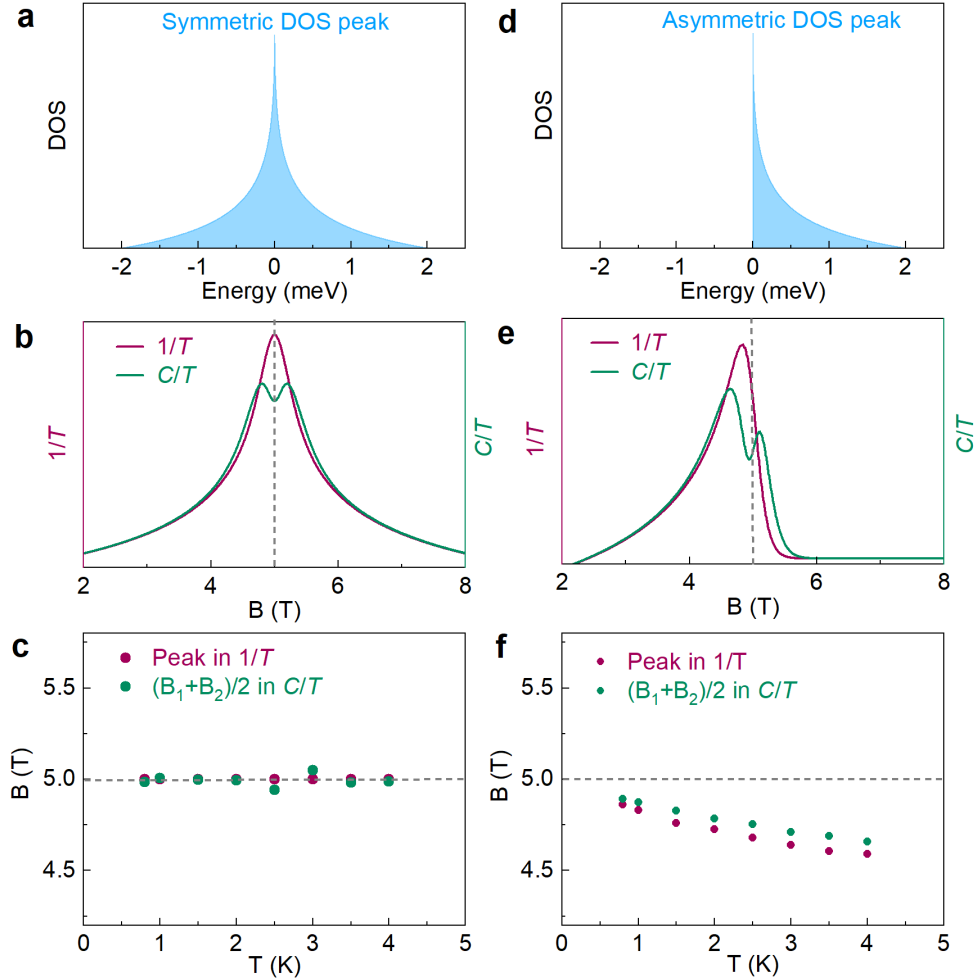 a
Symmetric DOS peak
DOS
-2 -1 0 1 2
Energy (meV)
b
1/T
C/T
1/T
C/T
2 4 6 8
B (T)
c
Peak in 1/T
(B₁+B₂)/2 in C/T
B (T)
5.5
5.0
4.5
0 1 2 3 4 5
T (K)
d
Asymmetric DOS peak
DOS
-2 -1 0 1 2
Energy (meV)
e
1/T
C/T
1/T
C/T
2 4 6 8
B (T)
f
Peak in 1/T
(B₁+B₂)/2 in C/T
B (T)
5.5
5.0
4.5
0 1 2 3 4 5
T (K)